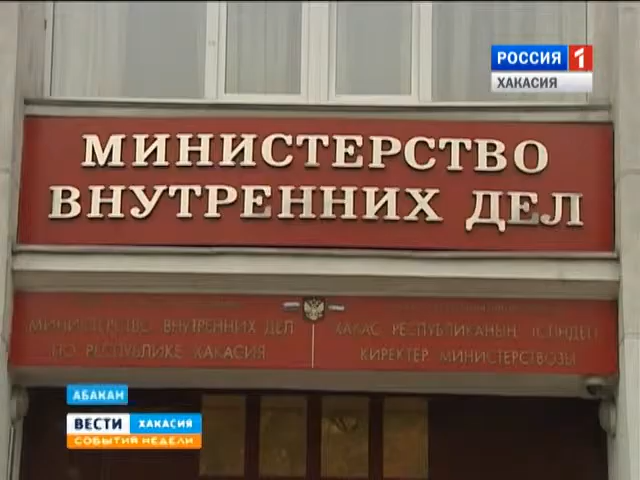 РОССИЯ 1
ХАКАСИЯ
МИНИСТЕРСТВО
ВНУТРЕННИХ ДЕЛ
МИНИСТЕРСТВО ВНУТРЕННИХ ДЕЛ
ПО РЕСПУБЛИКЕ ХАКАСИЯ
ХАКАС РЕСПУБЛИКАНЫҢ
КИРЕКТЕР МИНИСТЕРСТВОЗЫ
АБАКАН
ВЕСТИ ХАКАСИЯ
СОБЫТИЯ НЕДЕЛИ